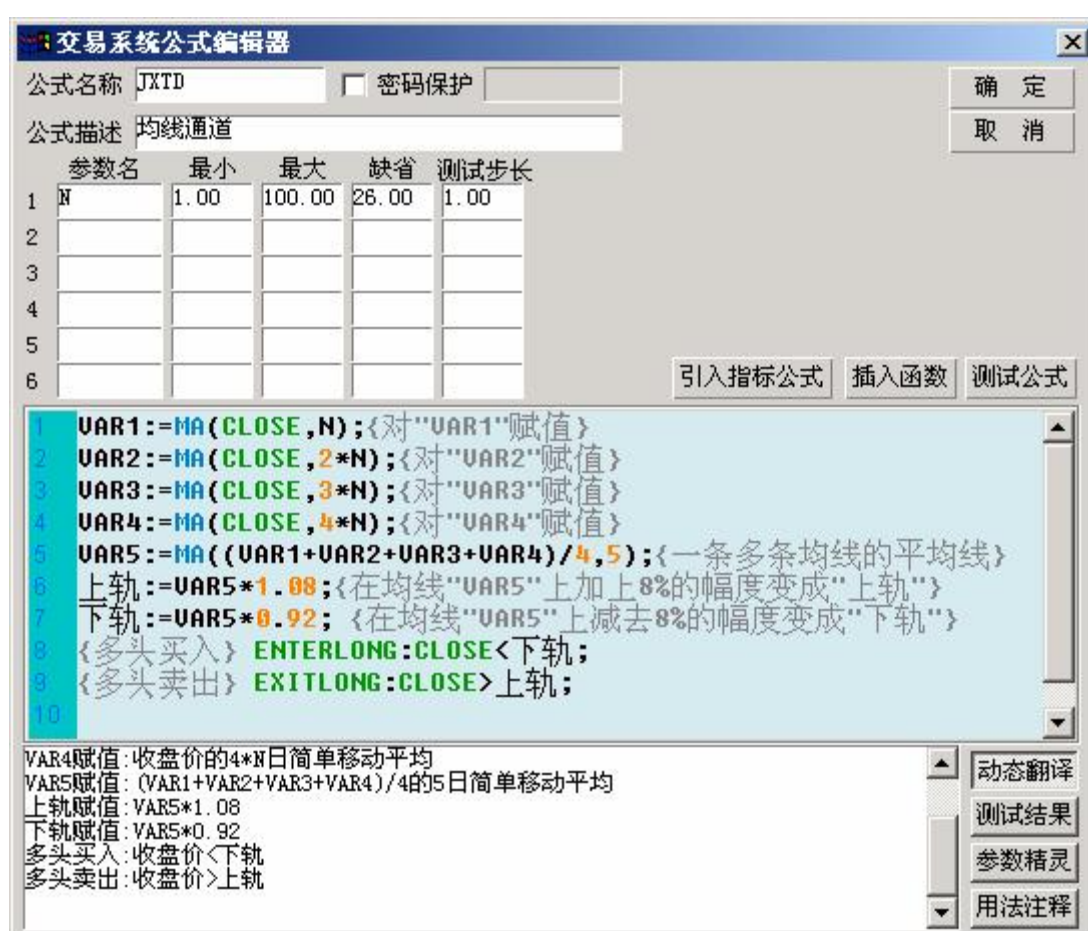 交易系统公式编辑器
公式名称 JXTD 密码保护 确 定
公式描述 均线通道 取 消
参数名 最小 最大 缺省 测试步长
1 N 1.00 100.00 26.00 1.00
2
3
4
5
6 引入指标公式 插入函数 测试公式
1 VAR1:=MA(CLOSE,N);{对"VAR1"赋值}
2 VAR2:=MA(CLOSE,2*N);{对"VAR2"赋值}
3 VAR3:=MA(CLOSE,3*N);{对"VAR3"赋值}
4 VAR4:=MA(CLOSE,4*N);{对"VAR4"赋值}
5 VAR5:=MA((VAR1+VAR2+VAR3+VAR4)/4,5);{一条多条均线的平均线}
6 上轨:=VAR5*1.08;{在均线"VAR5"上加上8%的幅度变成"上轨"}
7 下轨:=VAR5*0.92; {在均线"VAR5"上减去8%的幅度变成"下轨"}
8 {多头买入} ENTERLONG:CLOSE<下轨;
9 {多头卖出} EXITLONG:CLOSE>上轨;
10
VAR4赋值:收盘价的4*N日简单移动平均
VAR5赋值:(VAR1+VAR2+VAR3+VAR4)/4的5日简单移动平均
上轨赋值:VAR5*1.08
下轨赋值:VAR5*0.92
多头买入:收盘价<下轨
多头卖出:收盘价>上轨
动态翻译
测试结果
参数精灵
用法注释